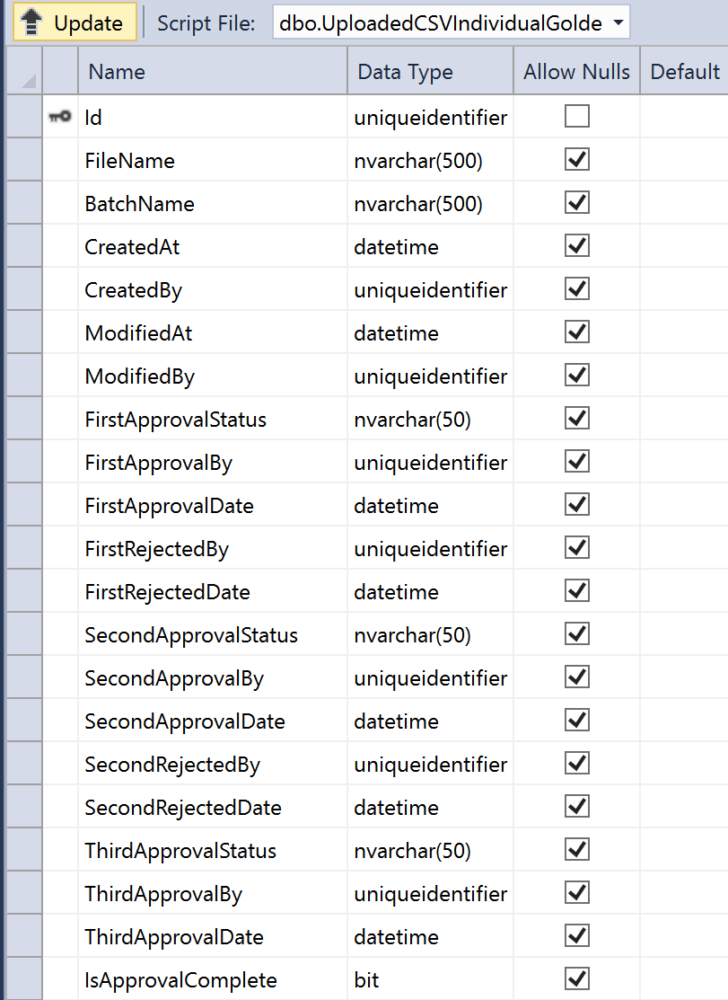 Update Script File: dbo.UploadedCSVIndividualGolde
Name Data Type Allow Nulls Default
Id uniqueidentifier
FileName nvarchar(500)
BatchName nvarchar(500)
CreatedAt datetime
CreatedBy uniqueidentifier
ModifiedAt datetime
ModifiedBy uniqueidentifier
FirstApprovalStatus nvarchar(50)
FirstApprovalBy uniqueidentifier
FirstApprovalDate datetime
FirstRejectedBy uniqueidentifier
FirstRejectedDate datetime
SecondApprovalStatus nvarchar(50)
SecondApprovalBy uniqueidentifier
SecondApprovalDate datetime
SecondRejectedBy uniqueidentifier
SecondRejectedDate datetime
ThirdApprovalStatus nvarchar(50)
ThirdApprovalBy uniqueidentifier
ThirdApprovalDate datetime
IsApprovalComplete bit